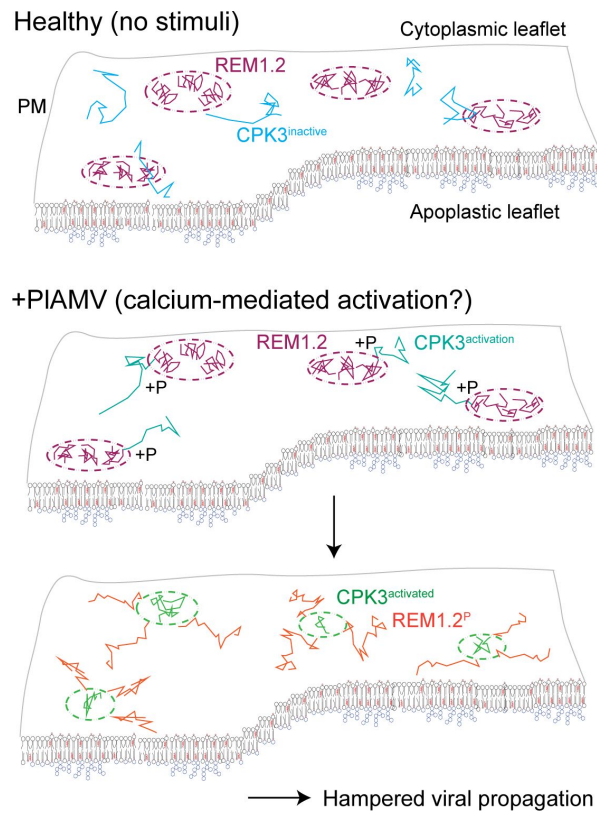 Healthy (no stimuli)
Cytoplasmic leaflet
REM1.2
PM
CPK3inactive
Apoplastic leaflet
+PlAMV (calcium-mediated activation?)
REM1.2
+P
CPK3activation
+P
+P
+P
CPK3activated
REM1.2P
Hampered viral propagation